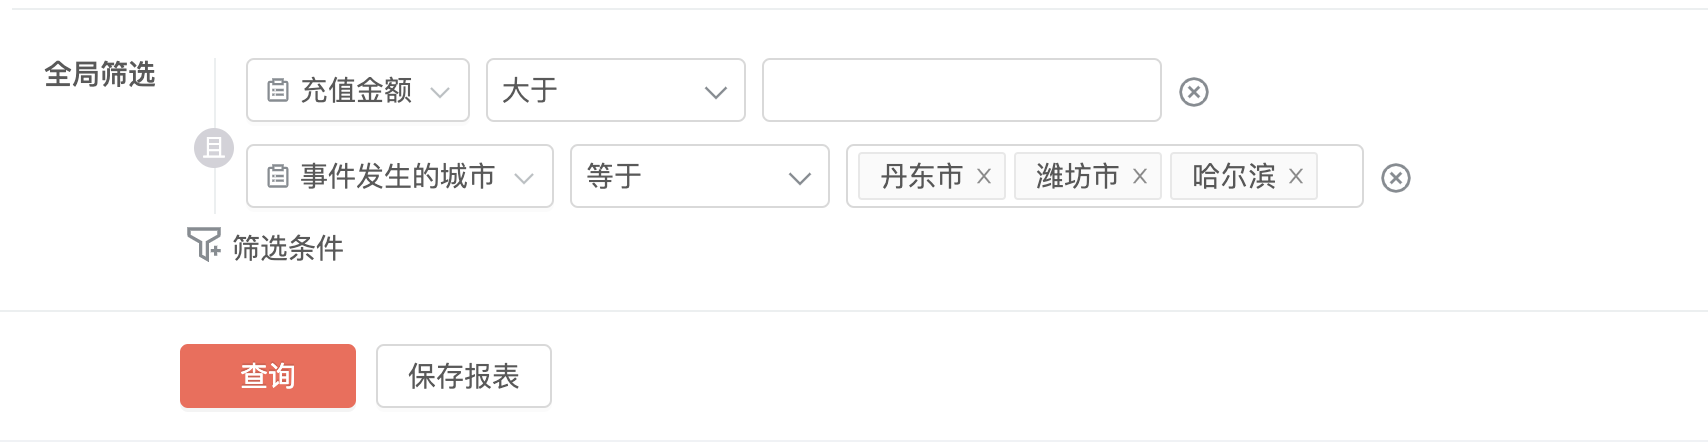 全局筛选
充值金额 大于
且
事件发生的城市 等于 丹东市 潍坊市 哈尔滨
筛选条件
查询 保存报表